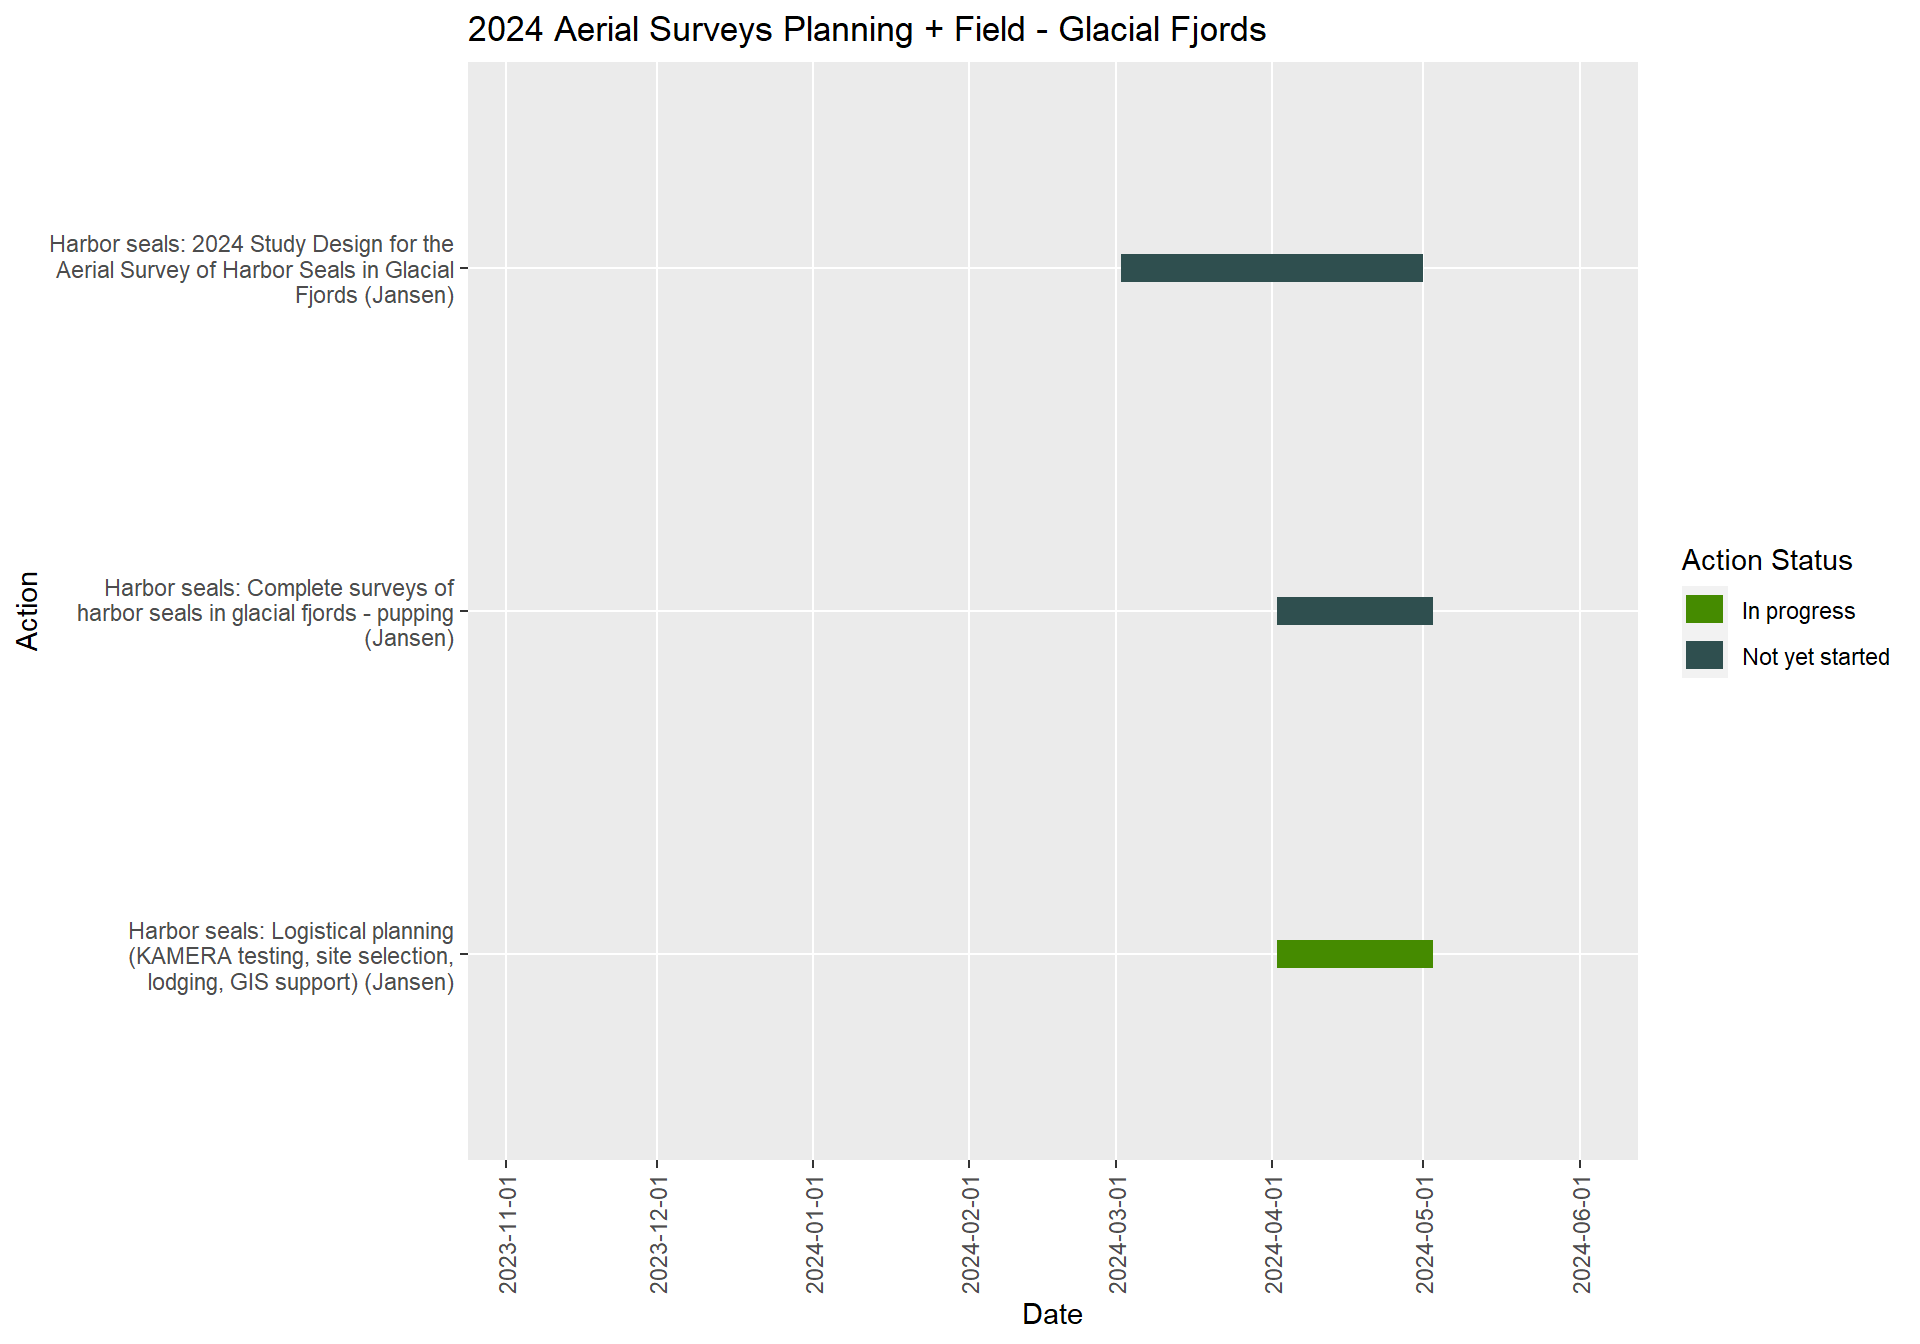 2024 Aerial Surveys Planning + Field - Glacial Fjords
Action
Harbor seals: 2024 Study Design for the
Aerial Survey of Harbor Seals in Glacial
Fjords (Jansen)
Harbor seals: Complete surveys of
harbor seals in glacial fjords - pupping
(Jansen)
Harbor seals: Logistical planning
(KAMERA testing, site selection,
lodging, GIS support) (Jansen)
2023-11-01
2023-12-01
2024-01-01
2024-02-01
2024-03-01
2024-04-01
2024-05-01
2024-06-01
Date
Action Status
In progress
Not yet started